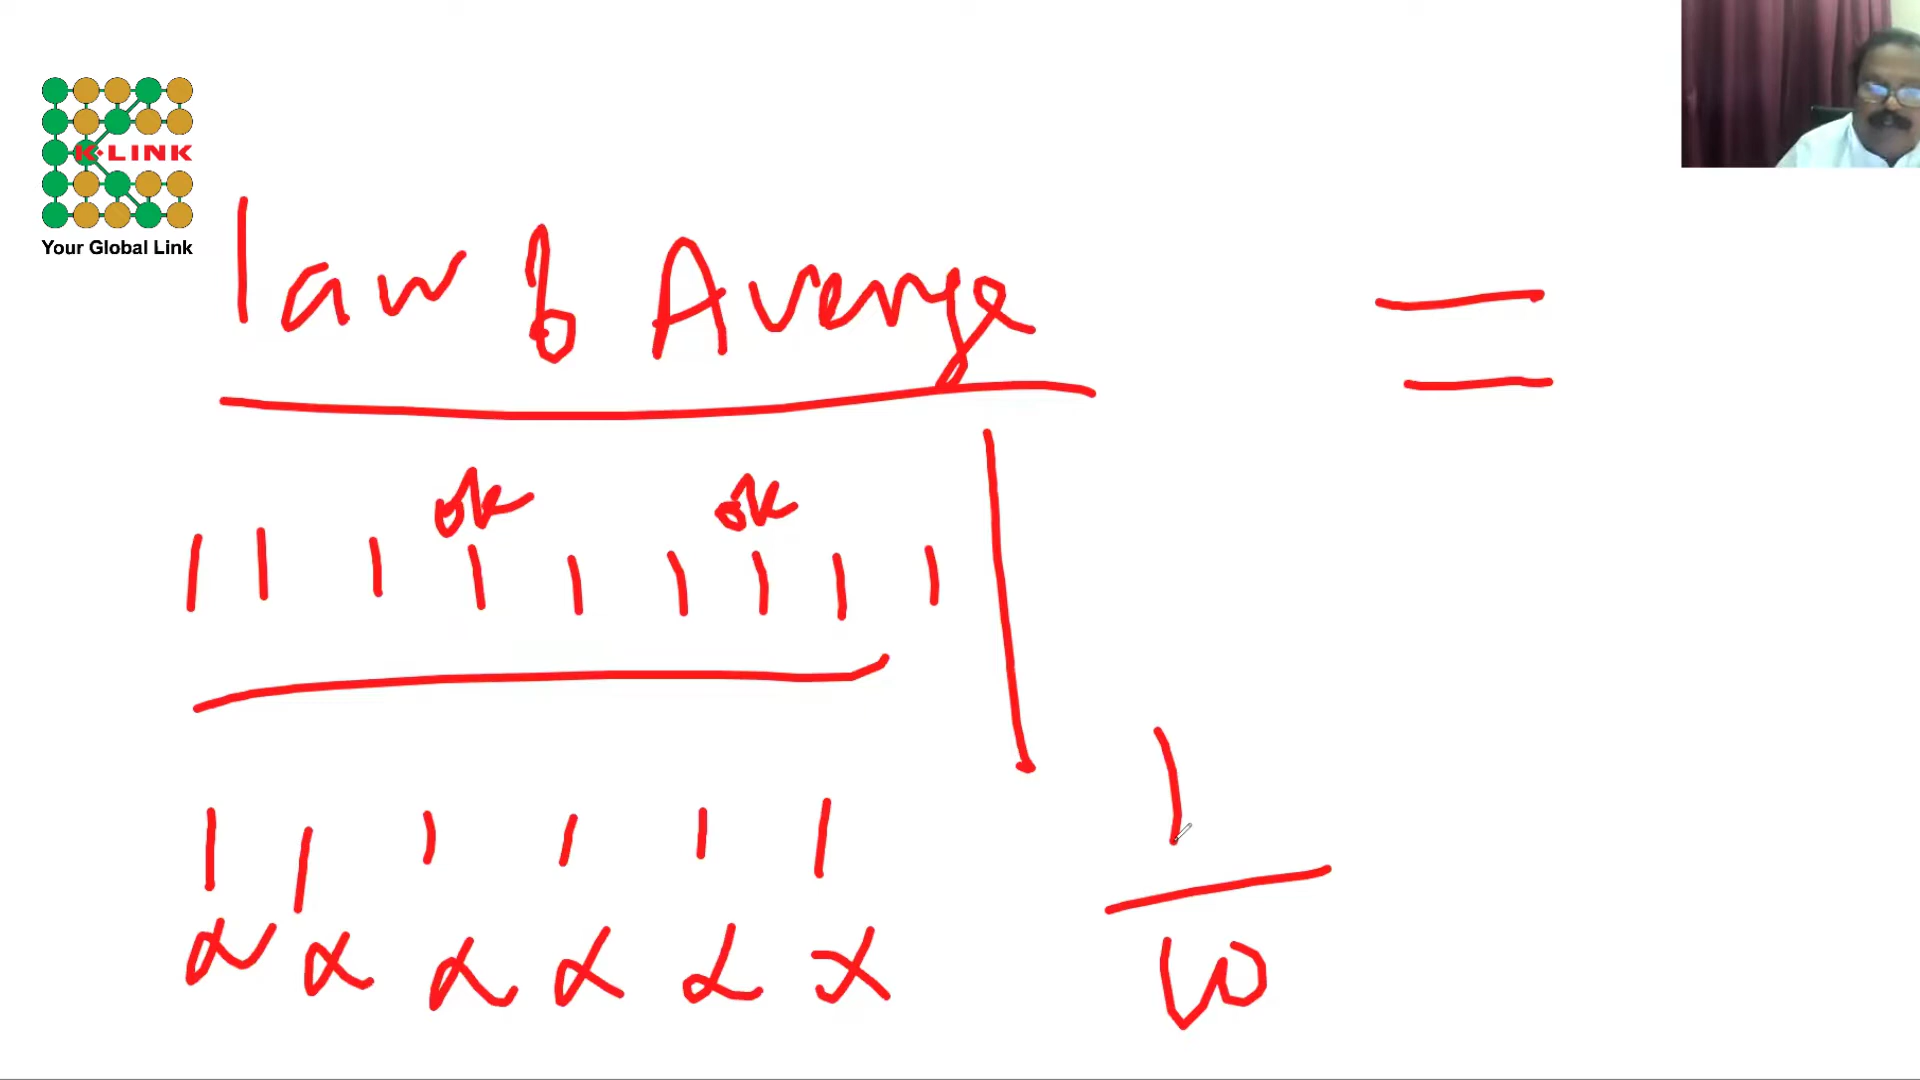 K-LINK
Your Global Link
law of Average
ok ok
1 1 1 1 1 1 1 1 1
1 1 1 1 1 1
x x x x x x
1
10